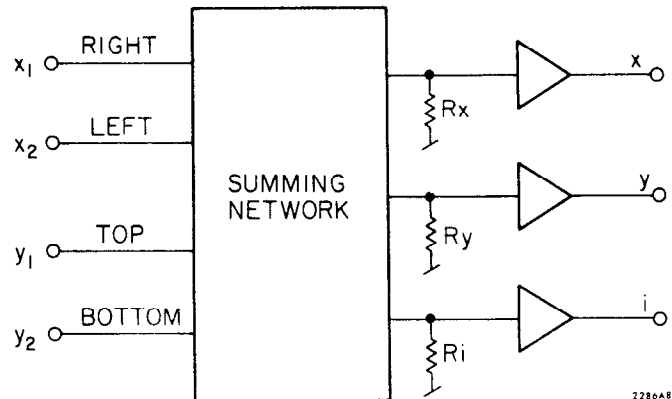 x1 RIGHT
x2 LEFT
y1 TOP
y2 BOTTOM
SUMMING
NETWORK
Rx
x
Ry
y
Ri
i
2286A8